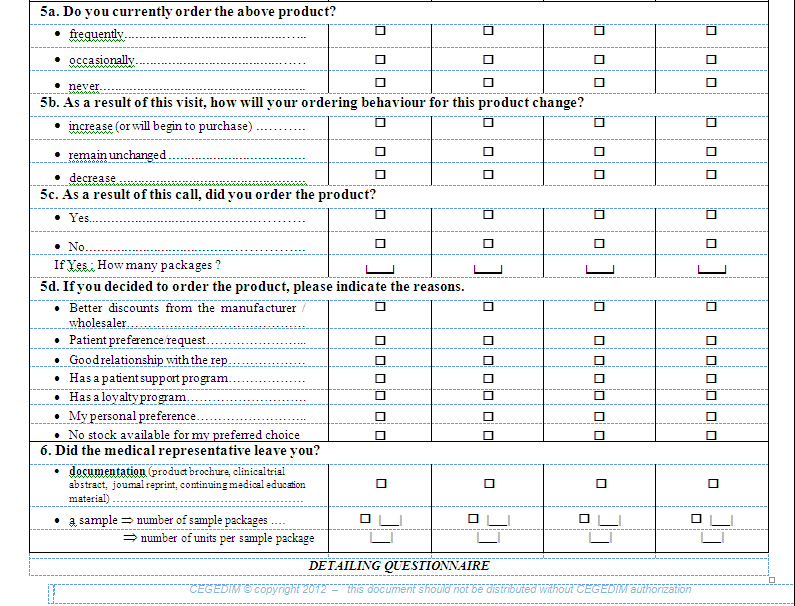 5a. Do you currently order the above product?
• frequently..............................................
• occasionally............................................
• never....................................................
5b. As a result of this visit, how will your ordering behaviour for this product change?
• increase (or will begin to purchase) ..........
• remain unchanged ..................................
• decrease ................................................
5c. As a result of this call, did you order the product?
• Yes.......................................................
• No........................................................
If Yes : How many packages ?
5d. If you decided to order the product, please indicate the reasons.
• Better discounts from the manufacturer /
wholesaler............................................
• Patient preference/request.........................
• Good relationship with the rep...................
• Has a patient support program...................
• Has a loyalty program..............................
• My personal preference...........................
• No stock available for my preferred choice
6. Did the medical representative leave you?
• documentation (product brochure, clinical trial
abstract, journal reprint, continuing medical education
material) ................................................
• a sample ⇒ number of sample packages ....
⇒ number of units per sample package
DETAILING QUESTIONNAIRE
CEGEDIM © copyright 2012 – this document should not be distributed without CEGEDIM authorization